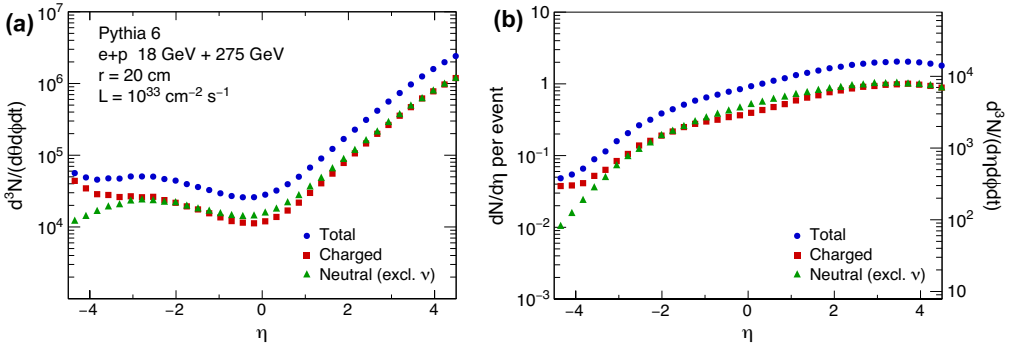 (a)
Pythia 6
e+p 18 GeV + 275 GeV
r = 20 cm
L = 10³³ cm⁻² s⁻¹
10⁷
10⁶
10⁵
10⁴
d³N/(dθdϕdt)
Total
Charged
Neutral (excl. ν)
−4 −2 0 2 4
η
(b)
10
1
10⁻¹
10⁻²
10⁻³
dN/dη per event
Total
Charged
Neutral (excl. ν)
−4 −2 0 2 4
η
10⁴
10³
10²
10
d³N/(dηdϕdt)